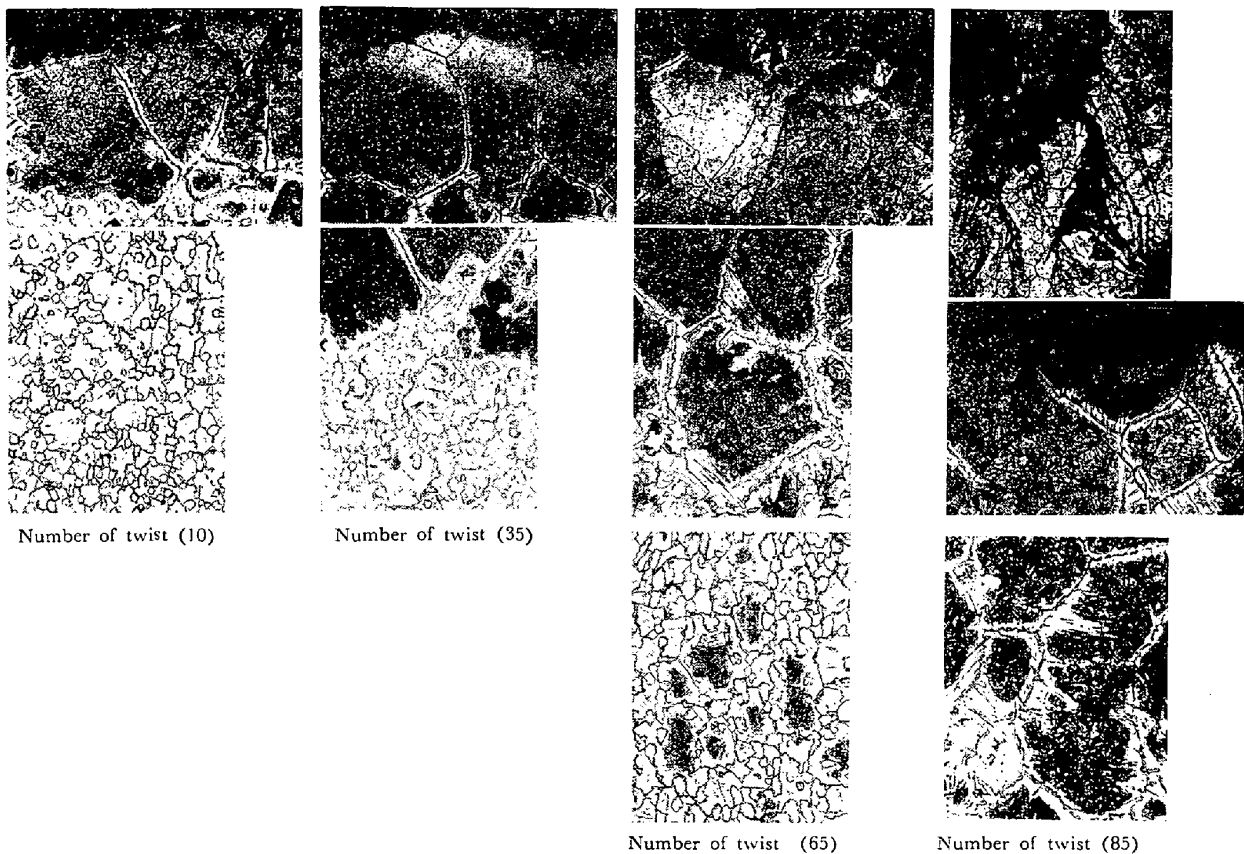 Number of twist (10)
Number of twist (35)
Number of twist (65)
Number of twist (85)